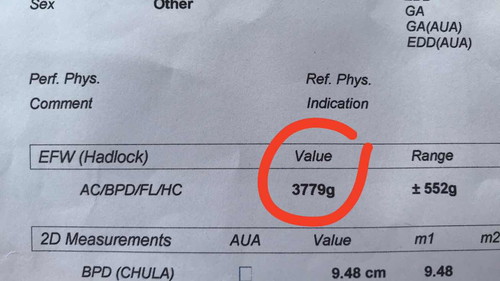 Sex Other
GA
GA(AUA)
EDD(AUA)
Perf. Phys. Ref. Phys.
Comment Indication
EFW (Hadlock) Value Range
AC/BPD/FL/HC 3779g ± 552g
2D Measurements AUA Value m1 m2
BPD (CHULA) 9.48 cm 9.48